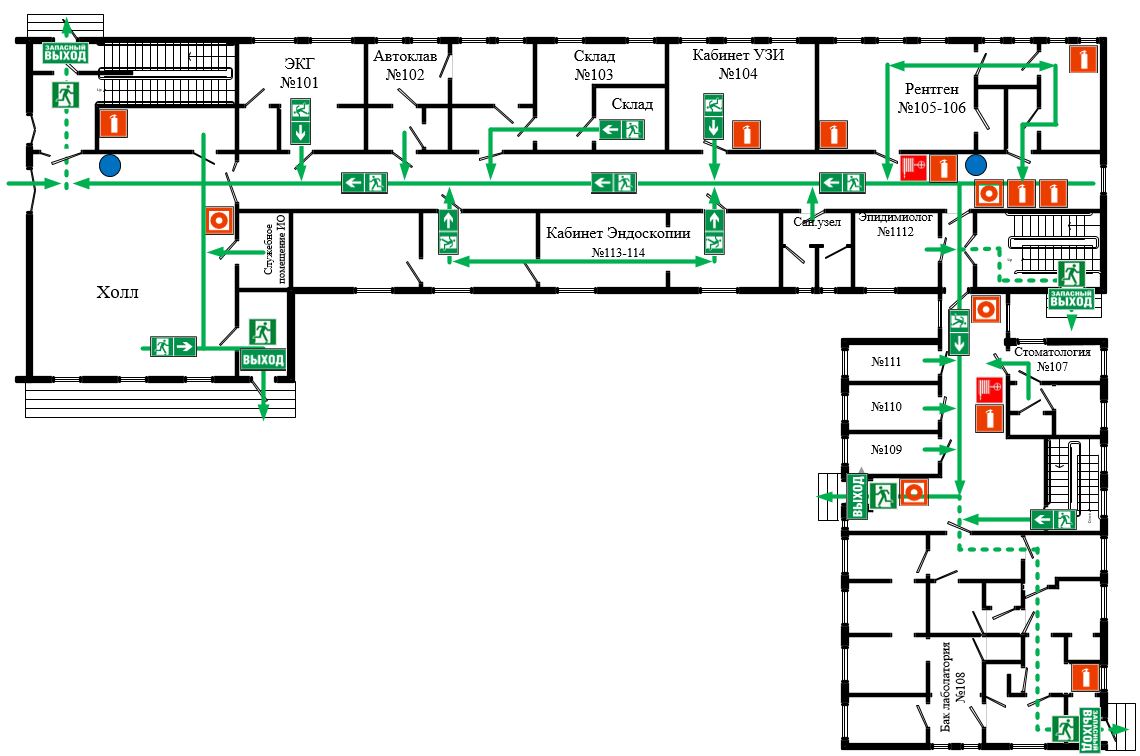 ЗАПАСНЫЙ
ВЫХОД
ЭКГ
№101
Автоклав
№102
Склад
№103
Склад
Кабинет УЗИ
№104
Рентген
№105-106
Служебное
помещение ИО
Кабинет Эндоскопии
№113-114
Сан.узел
Эпидимиолог
№1112
ЗАПАСНЫЙ
ВЫХОД
Холл
ВЫХОД
№111
Стоматология
№107
№110
№109
ВЫХОД
Бак лаболатория
№108
ЗАПАСНЫЙ
ВЫХОД